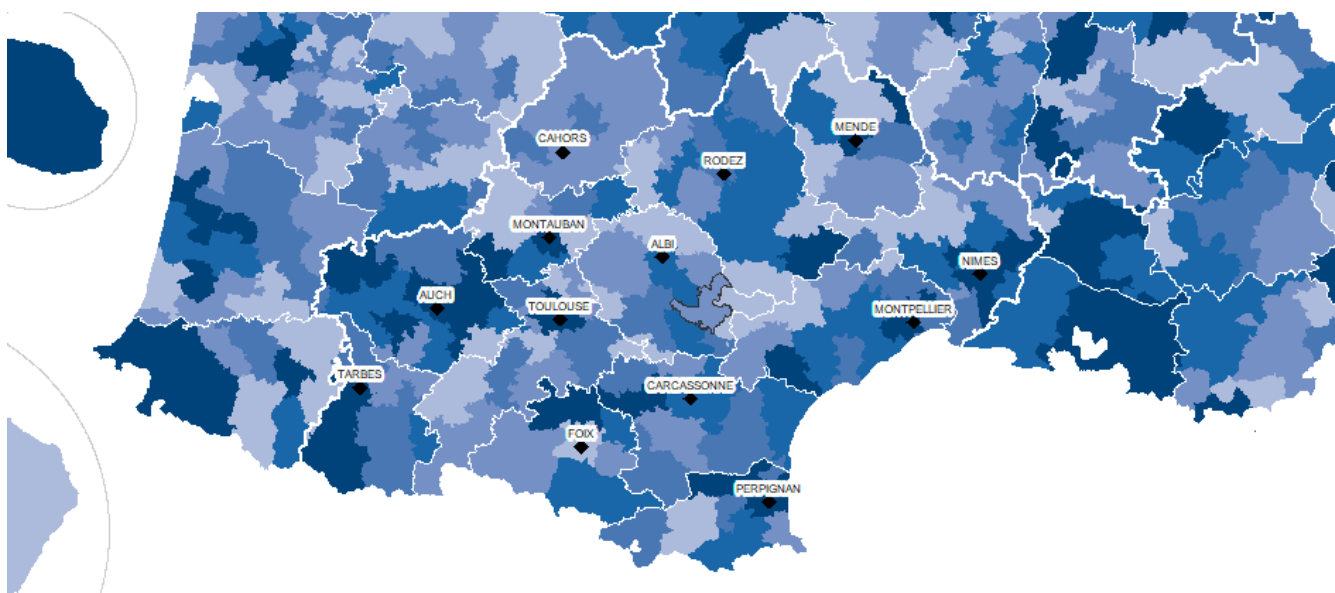 MENDE
CAHORS
RODEZ
MONTAUBAN
ALBI
NIMES
AUCH
TOULOUSE
MONTPELLIER
TARBES
CARCASSONNE
FOIX
PERPIGNAN